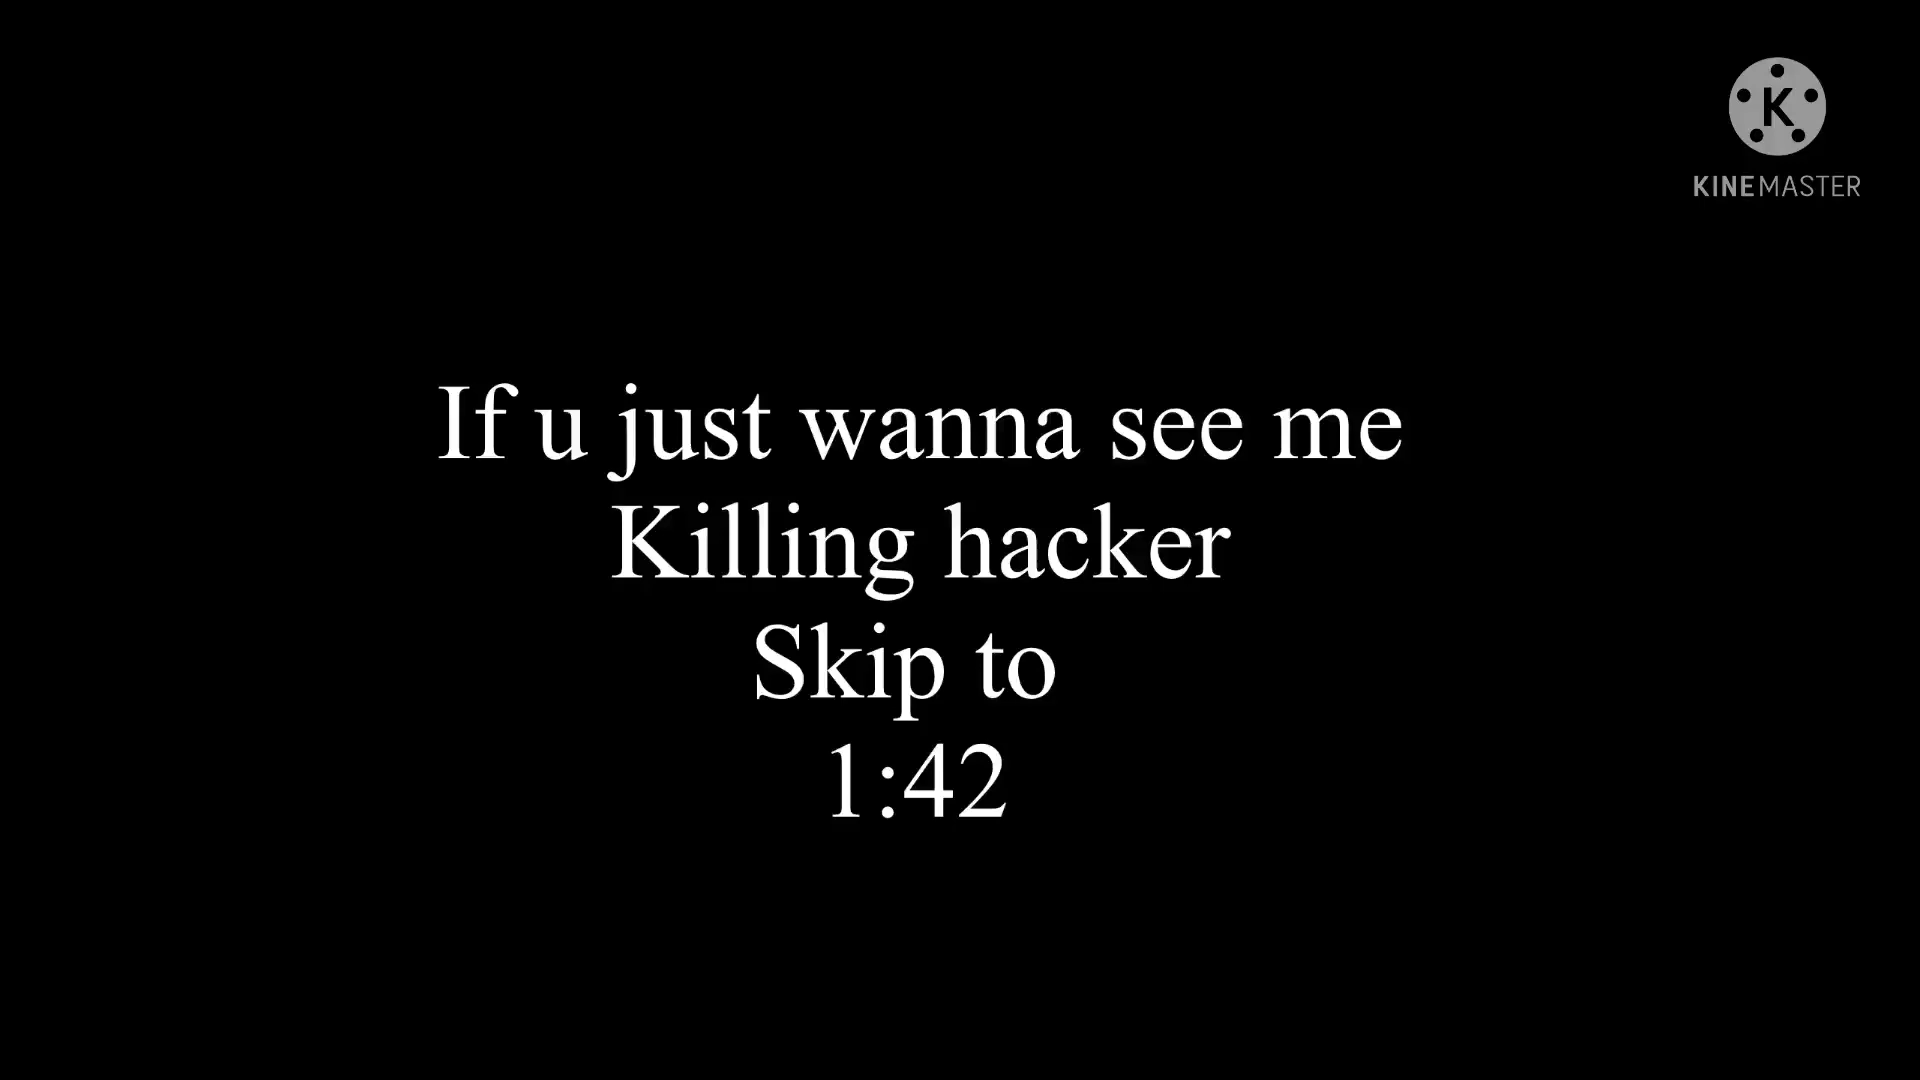 K
KINEMASTER
If u just wanna see me
Killing hacker
Skip to
1:42